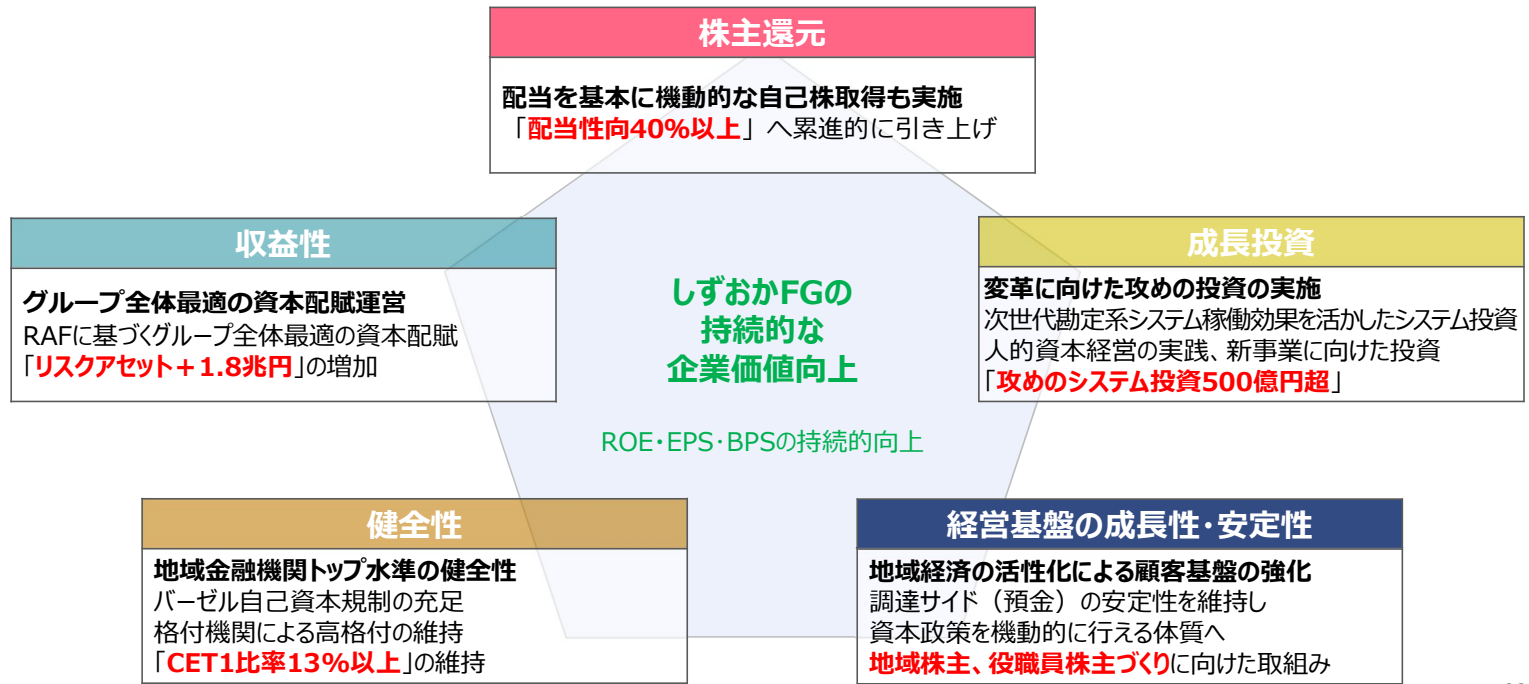 株主還元
配当を基本に機動的な自己株取得も実施
「配当性向40%以上」へ累進的に引き上げ
収益性
グループ全体最適の資本配賦運営
RAFに基づくグループ全体最適の資本配賦
「リスクアセット＋1.8兆円」の増加
成長投資
変革に向けた攻めの投資の実施
次世代勘定系システム稼働効果を活かしたシステム投資
人的資本経営の実践、新事業に向けた投資
「攻めのシステム投資500億円超」
しずおかFGの
持続的な
企業価値向上
ROE・EPS・BPSの持続的向上
健全性
地域金融機関トップ水準の健全性
バーゼル自己資本規制の充足
格付機関による高格付の維持
「CET1比率13%以上」の維持
経営基盤の成長性・安定性
地域経済の活性化による顧客基盤の強化
調達サイド（預金）の安定性を維持し
資本政策を機動的に行える体質へ
地域株主、役職員株主づくりに向けた取組み